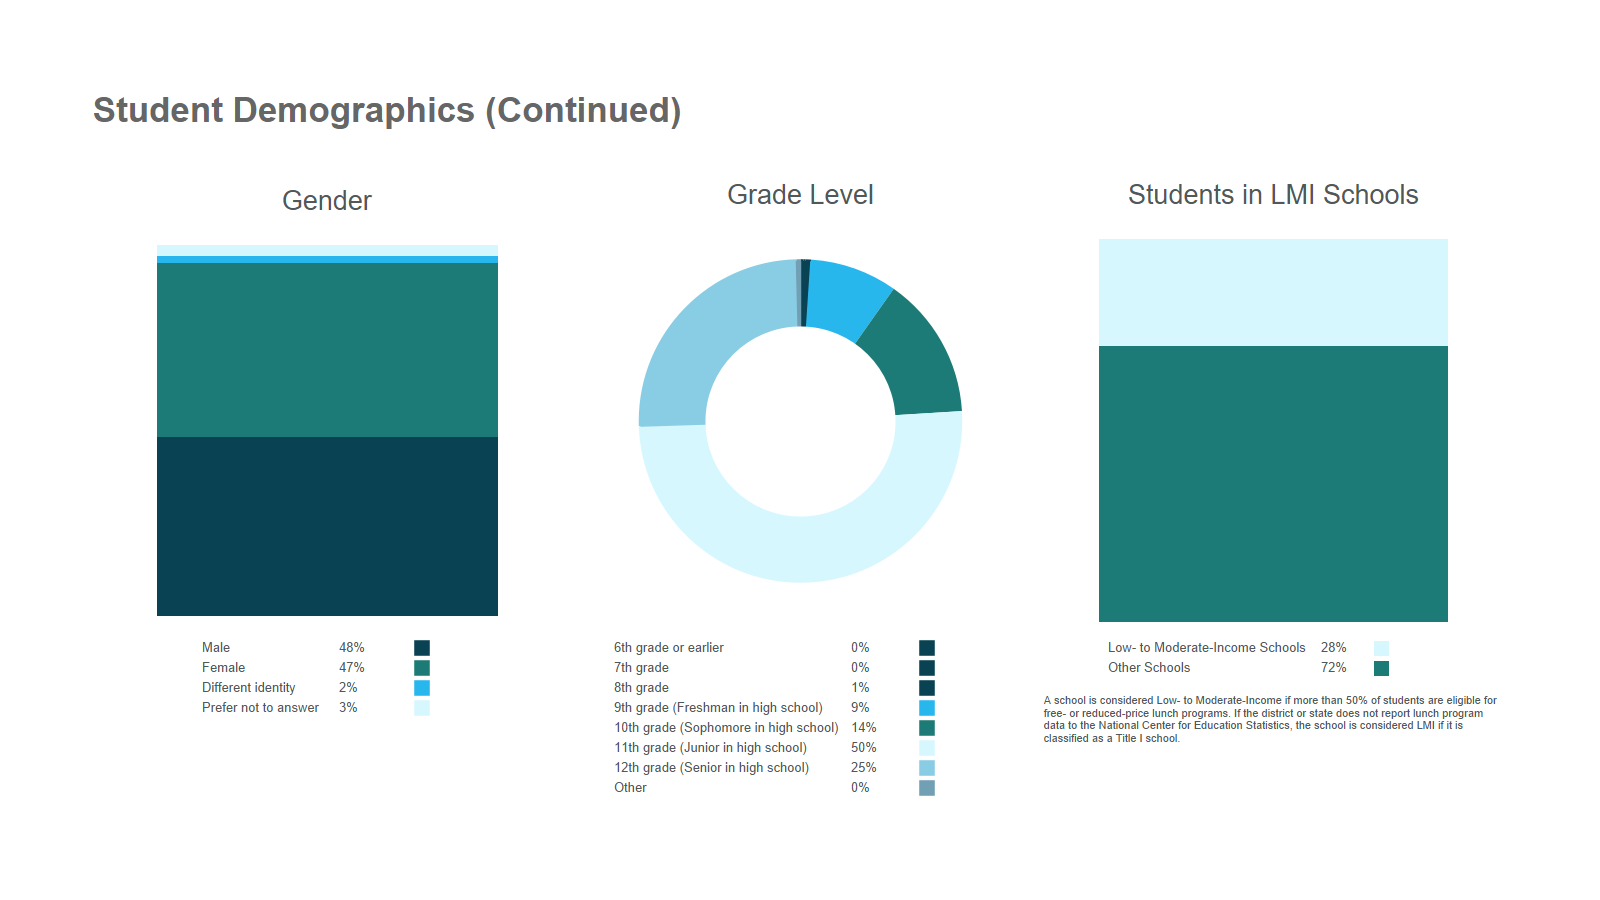 Student Demographics (Continued)
Gender
Male 48%
Female 47%
Different identity 2%
Prefer not to answer 3%
Grade Level
6th grade or earlier 0%
7th grade 0%
8th grade 1%
9th grade (Freshman in high school) 9%
10th grade (Sophomore in high school) 14%
11th grade (Junior in high school) 50%
12th grade (Senior in high school) 25%
Other 0%
Students in LMI Schools
Low- to Moderate-Income Schools 28%
Other Schools 72%
A school is considered Low- to Moderate-Income if more than 50% of students are eligible for
free- or reduced-price lunch programs. If the district or state does not report lunch program
data to the National Center for Education Statistics, the school is considered LMI if it is
classified as a Title I school.